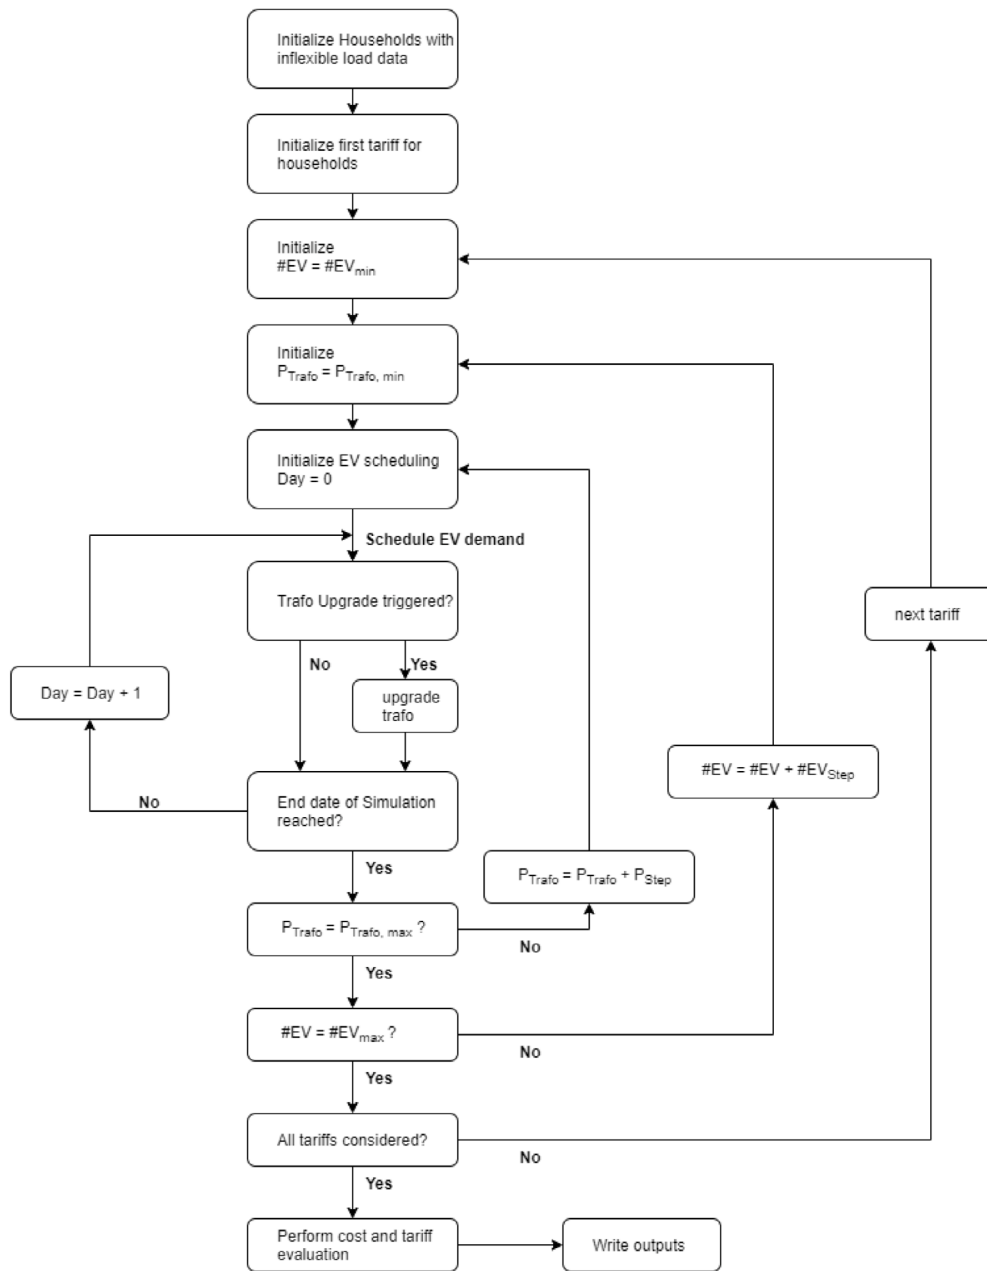 Initialize Households with
inflexible load data
Initialize first tariff for
households
Initialize
#EV = #EVmin
Initialize
PTrafo = PTrafo, min
Initialize EV scheduling
Day = 0
Schedule EV demand
Trafo Upgrade triggered?
next tariff
No
Yes
Day = Day + 1
upgrade
trafo
#EV = #EV + #EVStep
No
End date of Simulation
reached?
Yes
PTrafo = PTrafo + PStep
PTrafo = PTrafo, max ?
No
Yes
#EV = #EVmax ?
No
Yes
All tariffs considered?
No
Yes
Perform cost and tariff
evaluation
Write outputs